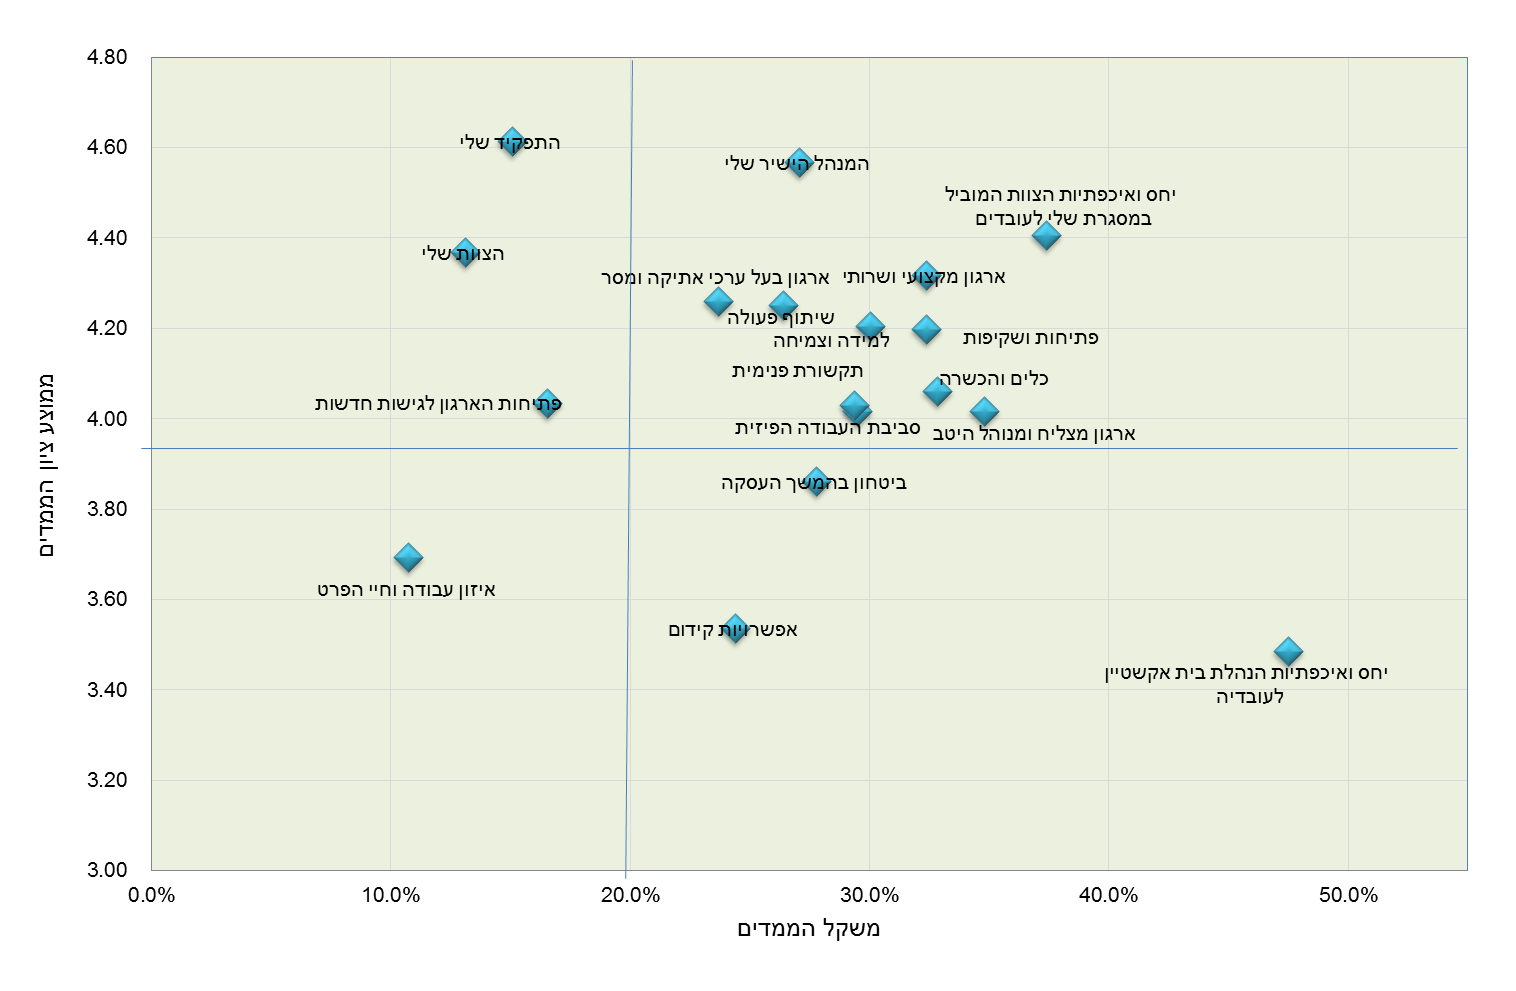 4.80
4.60
4.40
4.20
4.00
3.80
3.60
3.40
3.20
3.00
ממוצע ציון הממדים
התפקיד שלי
המנהל הישיר שלי
יחס ואיכפתיות הצוות המוביל
במסגרת שלי לעובדים
הצוות שלי
ארגון מקצועי ושרותי
ארגון בעל ערכי אתיקה ומסר
שיתוף פעולה
למידה וצמיחה
פתיחות ושקיפות
תקשורת פנימית
כלים והכשרה
פתיחות הארגון לגישות חדשות
סביבת העבודה הפיזית
ארגון מצליח ומנוהל היטב
ביטחון בהמשך העסקה
איזון עבודה וחיי הפרט
אפשרויות קידום
יחס ואיכפתיות הנהלת בית אקשטיין
לעובדיה
0.0%
10.0%
20.0%
30.0%
40.0%
50.0%
משקל הממדים